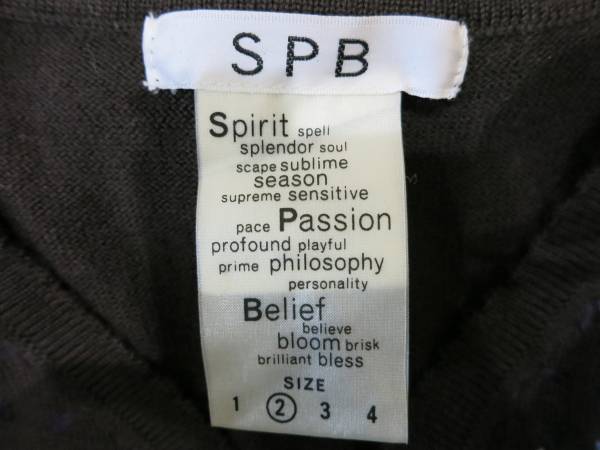 SPB
Spirit spell
splendor soul
scape sublime
season
supreme sensitive
pace Passion
profound playful
prime philosophy
personality
Belief
believe
bloom brisk
brilliant bless
SIZE
1 2 3 4